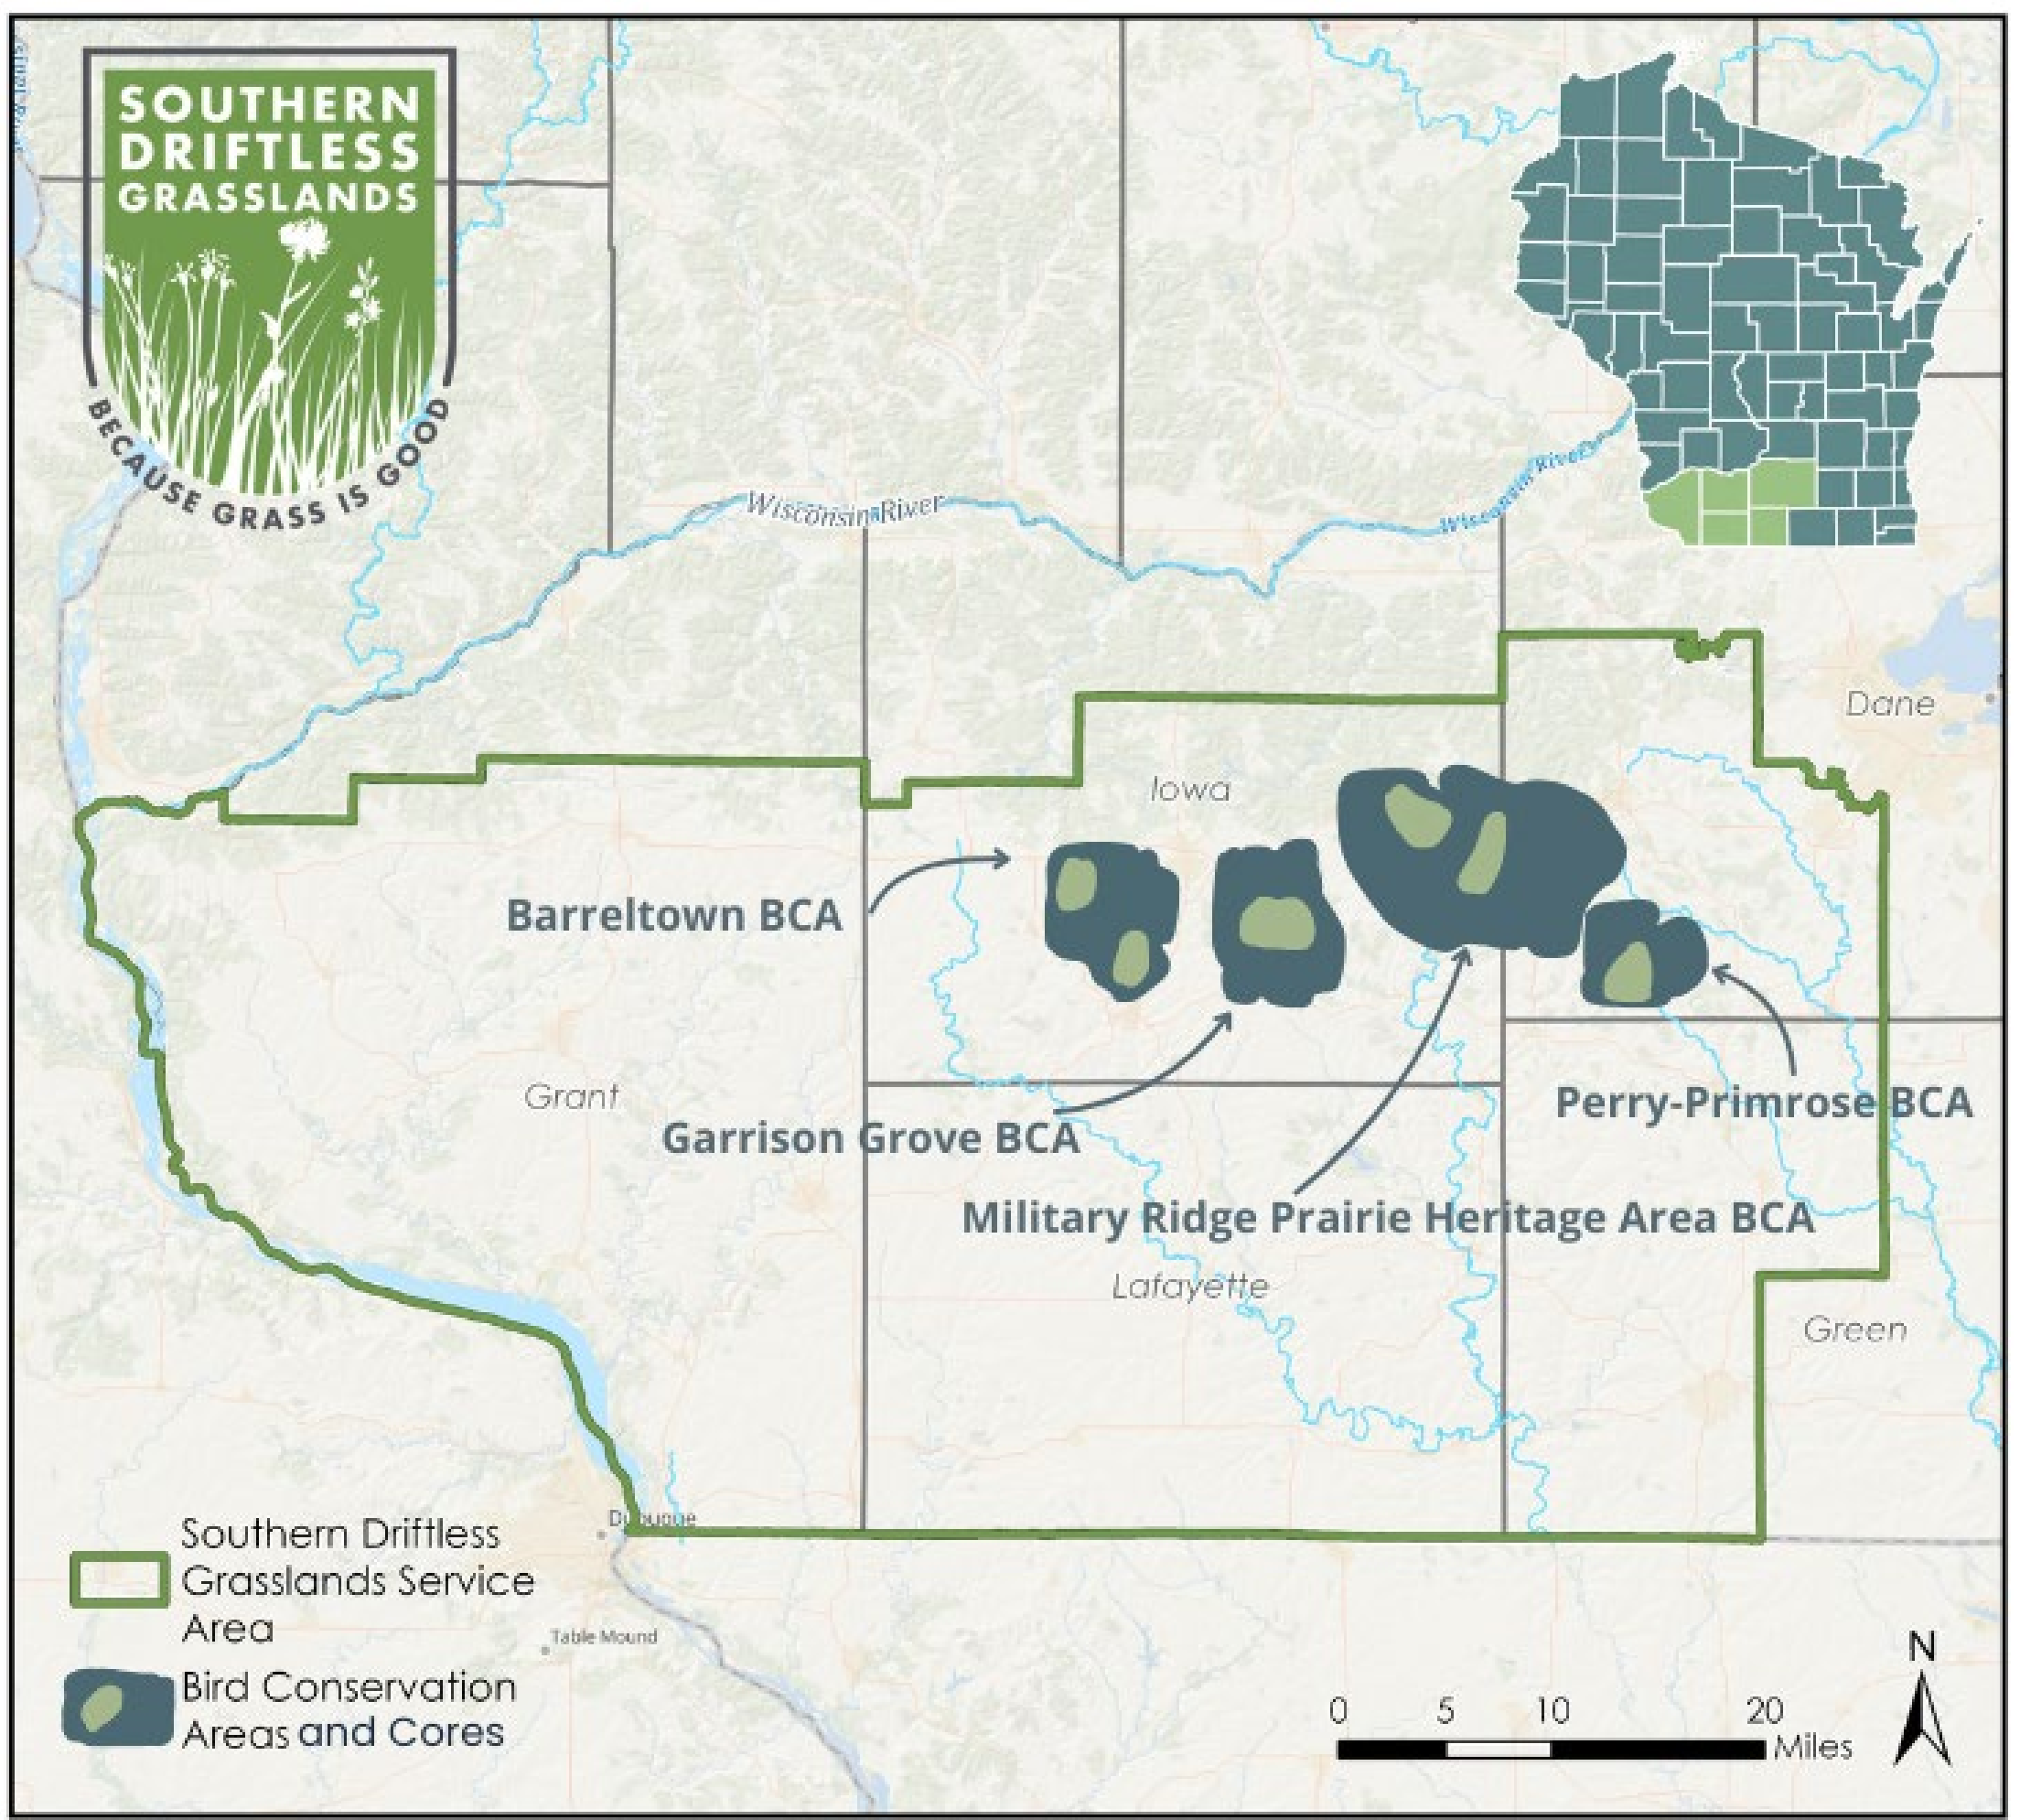 SOUTHERN
DRIFTLESS
GRASSLANDS
BECAUSE GRASS IS GOOD
Wisconsin River
Wisconsin River
Dane
Iowa
Barreltown BCA
Grant
Garrison Grove BCA
Perry-Primrose BCA
Military Ridge Prairie Heritage Area BCA
Lafayette
Green
Dubuque
Southern Driftless
Grasslands Service
Area
Table Mound
Bird Conservation
Areas and Cores
N
0 5 10 20
Miles